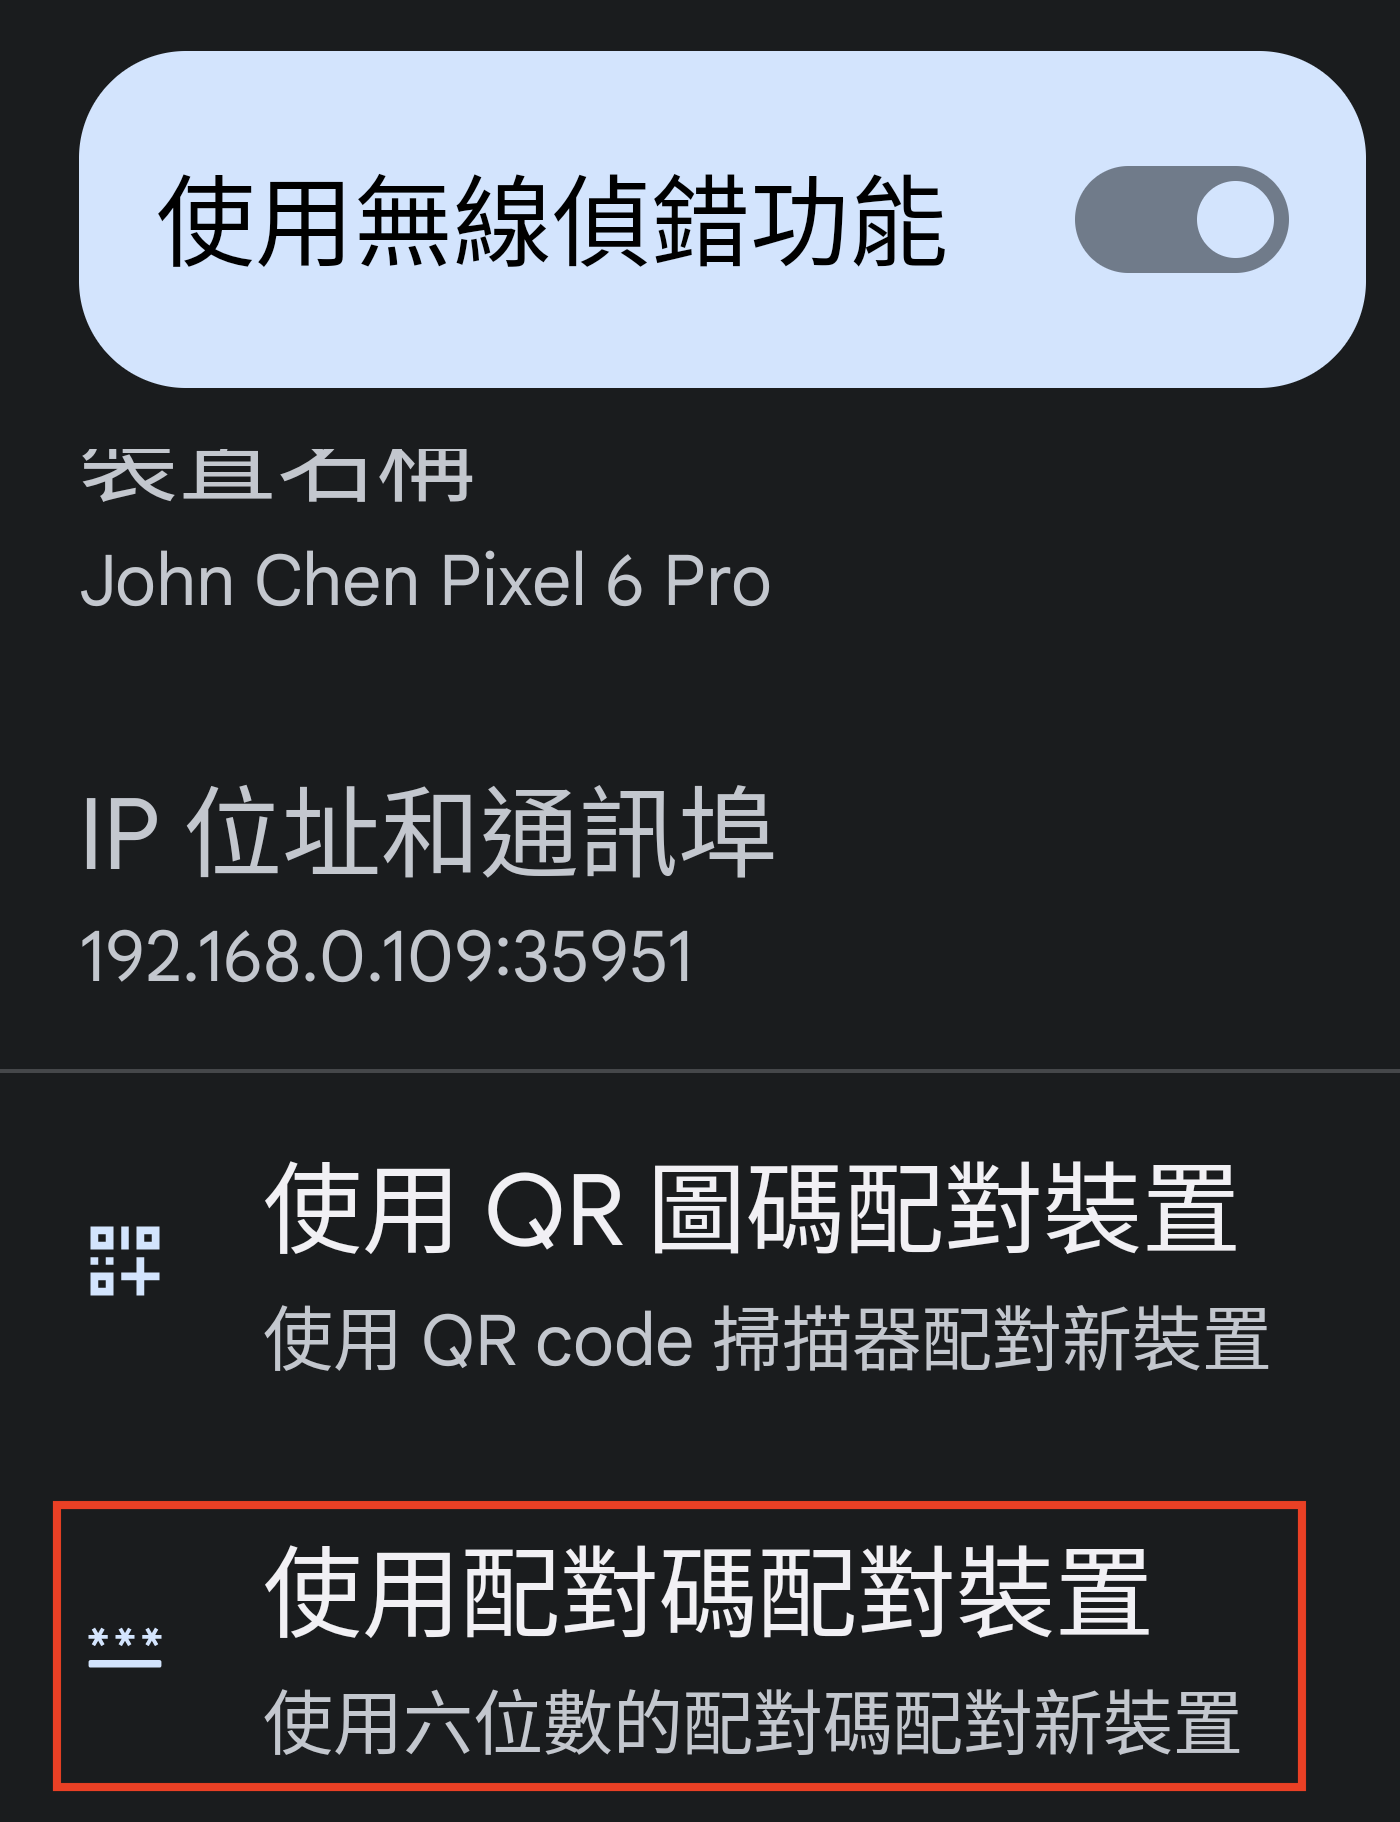 使用無線偵錯功能
裝置名稱
John Chen Pixel 6 Pro
IP 位址和通訊埠
192.168.0.109:35951
使用 QR 圖碼配對裝置
使用 QR code 掃描器配對新裝置
***
使用配對碼配對裝置
使用六位數的配對碼配對新裝置